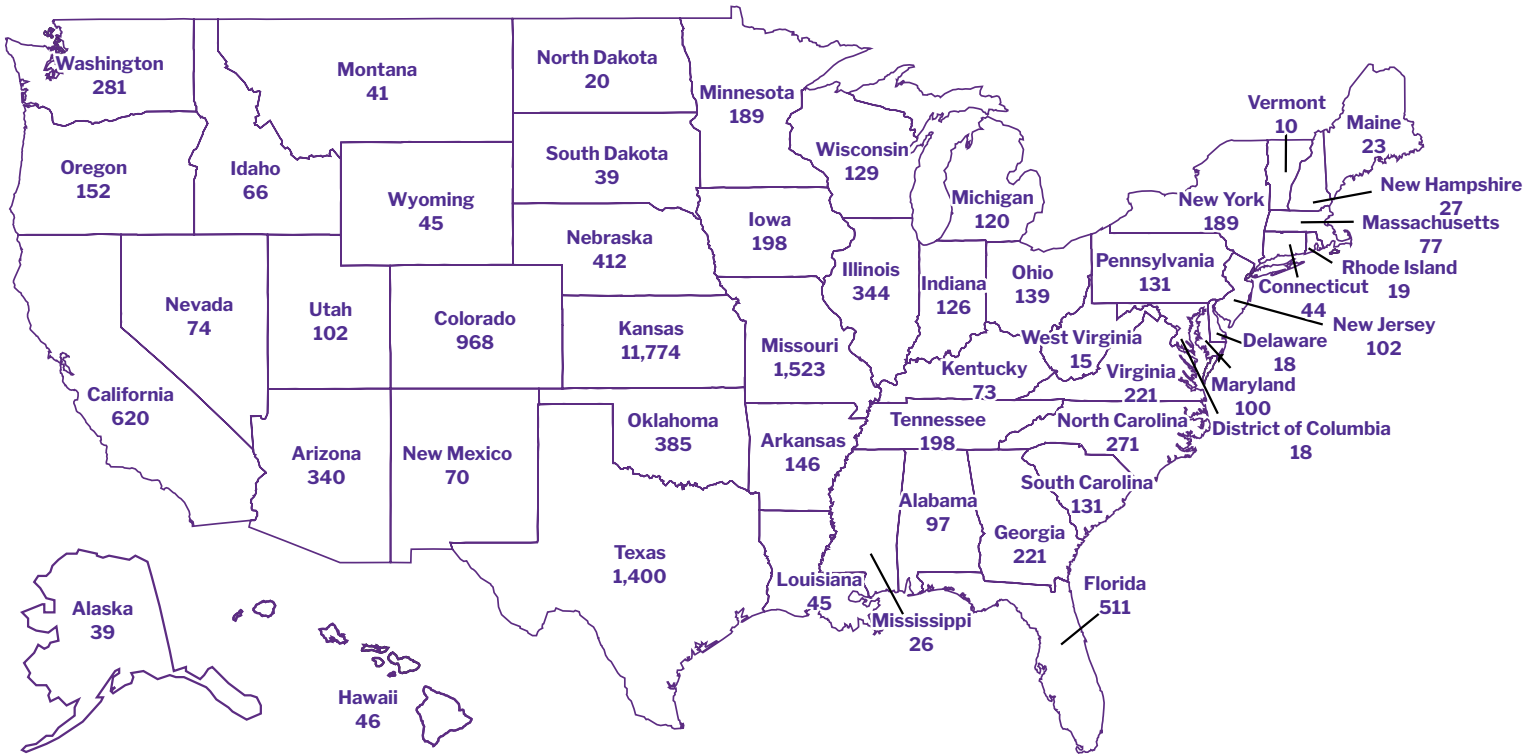 Washington
281
Montana
41
North Dakota
20
Minnesota
189
Vermont
10
Maine
23
Oregon
152
Idaho
66
Wyoming
45
South Dakota
39
Wisconsin
129
Michigan
120
New York
189
New Hampshire
27
Massachusetts
77
Rhode Island
19
Connecticut
44
New Jersey
102
Nebraska
412
Iowa
198
Illinois
344
Indiana
126
Ohio
139
Pennsylvania
131
Nevada
74
Utah
102
Colorado
968
Kansas
11,774
Missouri
1,523
Kentucky
73
West Virginia
15
Virginia
221
Delaware
18
Maryland
100
District of Columbia
18
California
620
Arizona
340
New Mexico
70
Oklahoma
385
Arkansas
146
Tennessee
198
North Carolina
271
South Carolina
131
Alabama
97
Georgia
221
Texas
1,400
Louisiana
45
Mississippi
26
Florida
511
Alaska
39
Hawaii
46